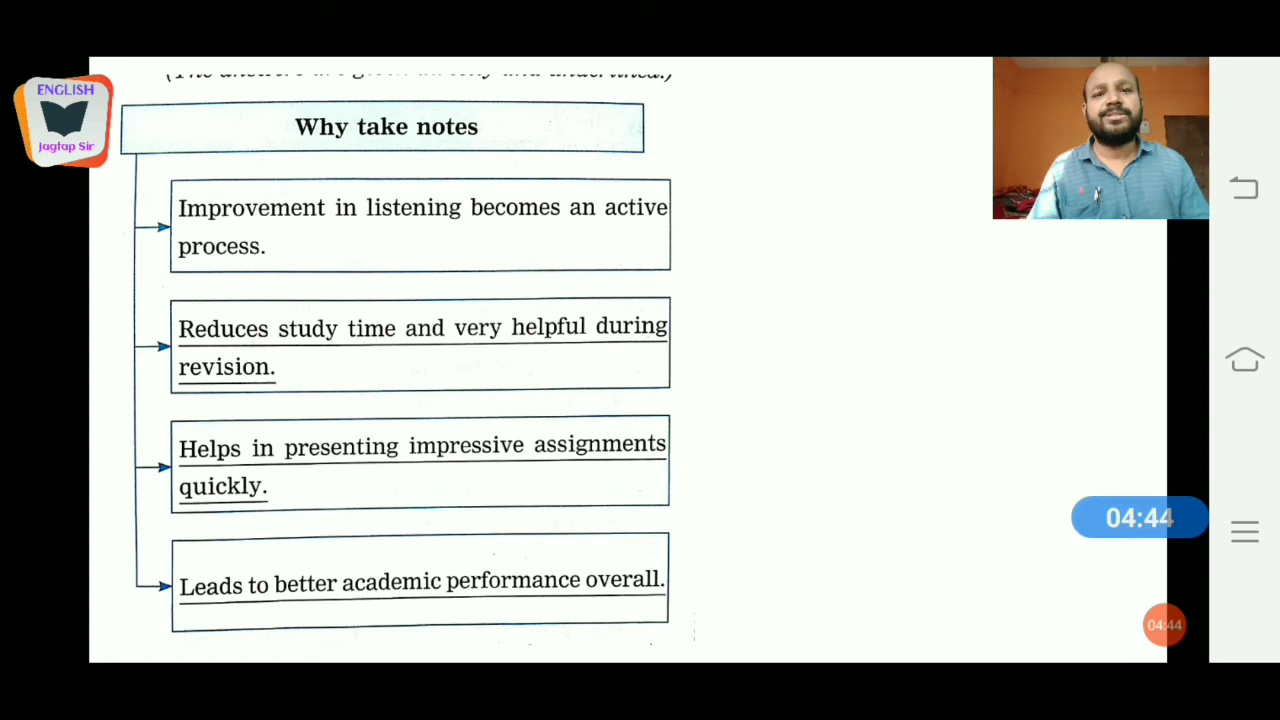 ENGLISH
Jagtap Sir
Why take notes
Improvement in listening becomes an active
process.
Reduces study time and very helpful during
revision.
Helps in presenting impressive assignments
quickly.
Leads to better academic performance overall.
04:44
04:44